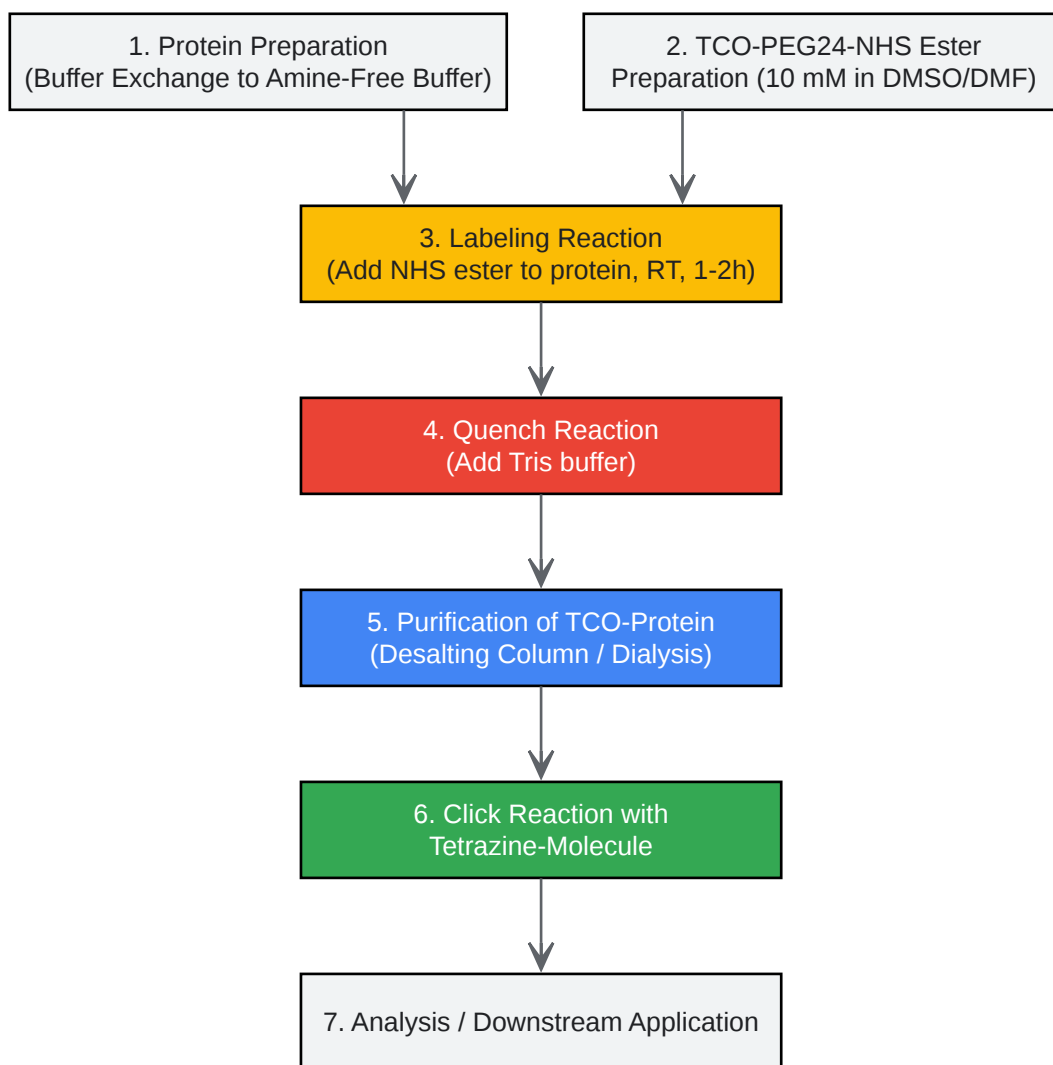 1. Protein Preparation
(Buffer Exchange to Amine-Free Buffer)
2. TCO-PEG24-NHS Ester
Preparation (10 mM in DMSO/DMF)
3. Labeling Reaction
(Add NHS ester to protein, RT, 1-2h)
4. Quench Reaction
(Add Tris buffer)
5. Purification of TCO-Protein
(Desalting Column / Dialysis)
6. Click Reaction with
Tetrazine-Molecule
7. Analysis / Downstream Application